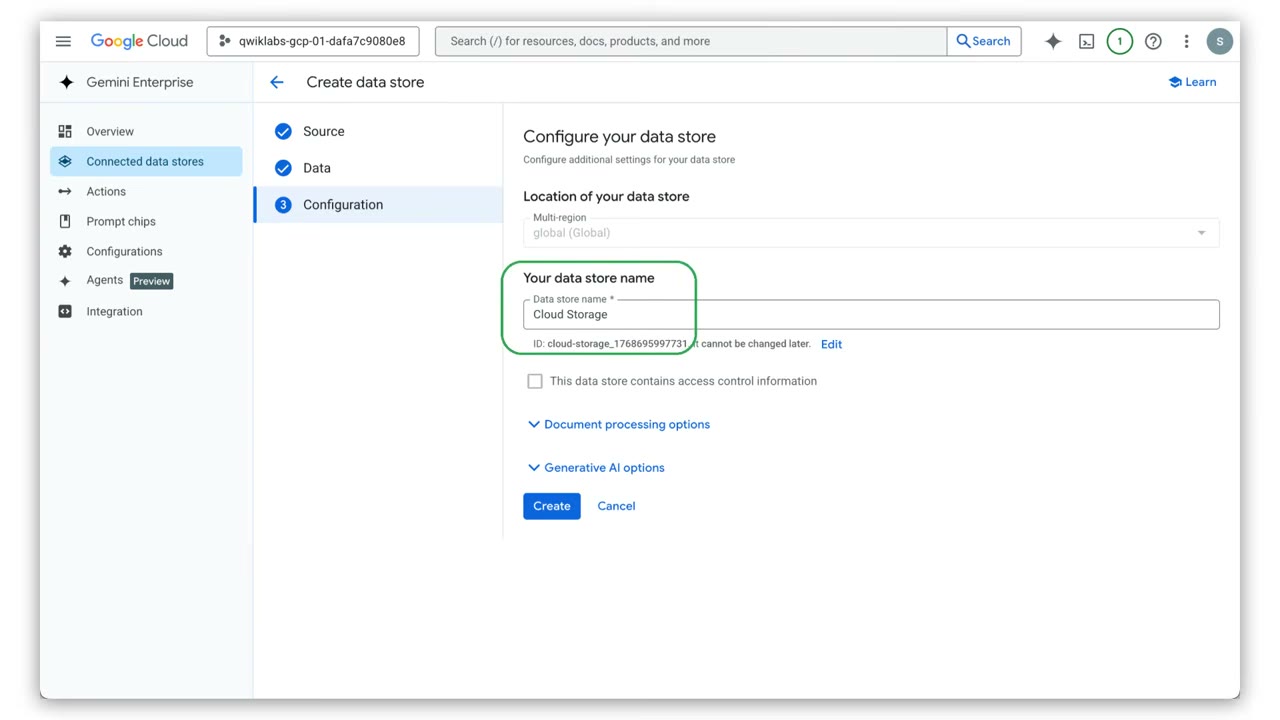 Google Cloud
qwiklabs-gcp-01-dafa7c9080e8
Search (/) for resources, docs, products, and more
Search
1
S
Gemini Enterprise
Create data store
Learn
Overview
Connected data stores
Actions
Prompt chips
Configurations
Agents Preview
Integration
Source
Data
3 Configuration
Configure your data store
Configure additional settings for your data store
Location of your data store
Multi-region
global (Global)
Your data store name
Data store name *
Cloud Storage
ID: cloud-storage_1768695997731. It cannot be changed later. Edit
This data store contains access control information
Document processing options
Generative AI options
Create Cancel